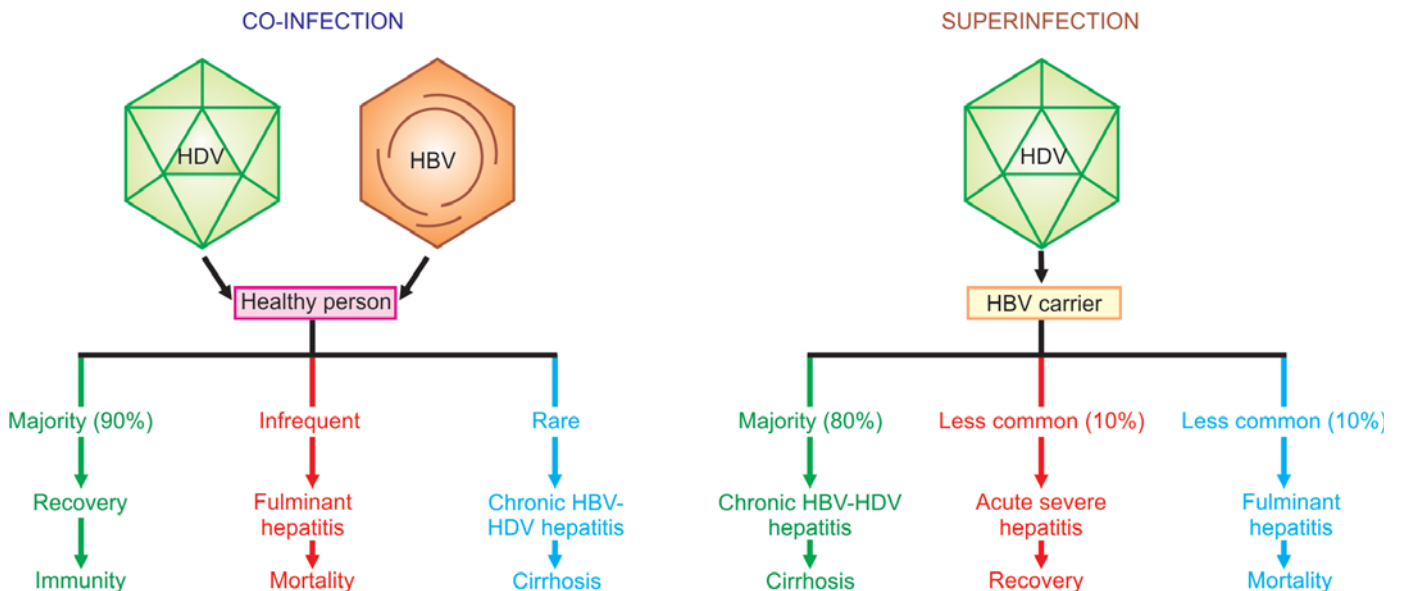 CO-INFECTION
HDV
HBV
Healthy person
Majority (90%)
Infrequent
Rare
Recovery
Fulminant
hepatitis
Chronic HBV-
HDV hepatitis
Immunity
Mortality
Cirrhosis
SUPERINFECTION
HDV
HBV carrier
Majority (80%)
Less common (10%)
Less common (10%)
Chronic HBV-HDV
hepatitis
Acute severe
hepatitis
Fulminant
hepatitis
Cirrhosis
Recovery
Mortality